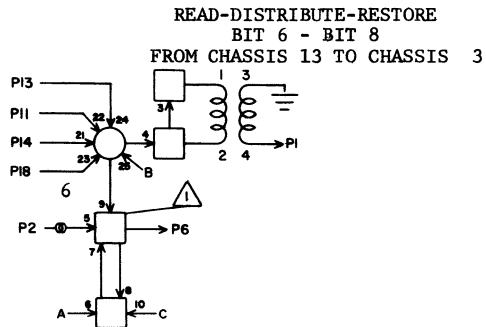 READ-DISTRIBUTE-RESTORE
BIT 6 - BIT 8
FROM CHASSIS 13 TO CHASSIS 3
1 3
P13
3
P11
22 24
P14
21
4
2 4
P1
P18
23
25
B
6
1
9
P2
5
P6
7
8
A
6
10
C